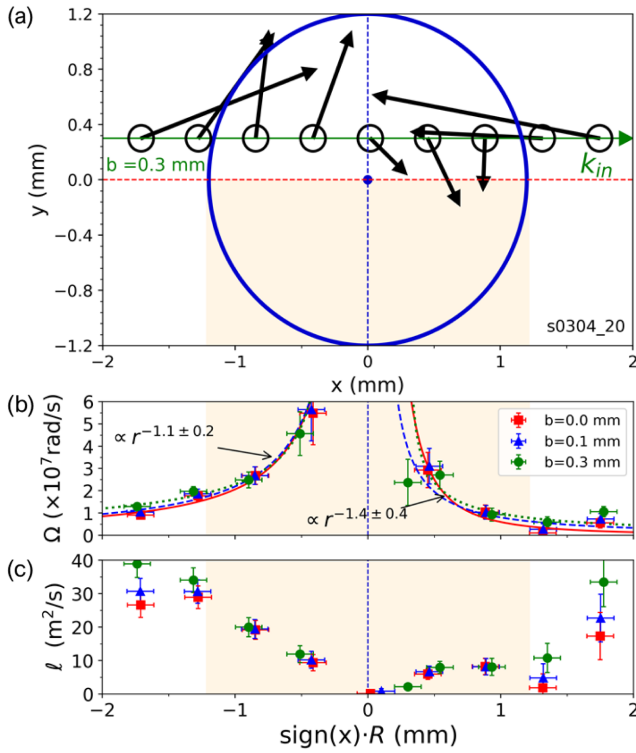 (a)
1.2
0.8
0.4
0.0
−0.4
−0.8
−1.2
y (mm)
b =0.3 mm
k_in
s0304_20
−2
−1
0
1
2
x (mm)
(b)
6
5
4
3
2
1
0
Ω (×10⁷rad/s)
∝ r^−1.1 ± 0.2
∝ r^−1.4 ± 0.4
b=0.0 mm
b=0.1 mm
b=0.3 mm
(c)
40
30
20
10
0
ℓ (m²/s)
−2
−1
0
1
2
sign(x)·R (mm)